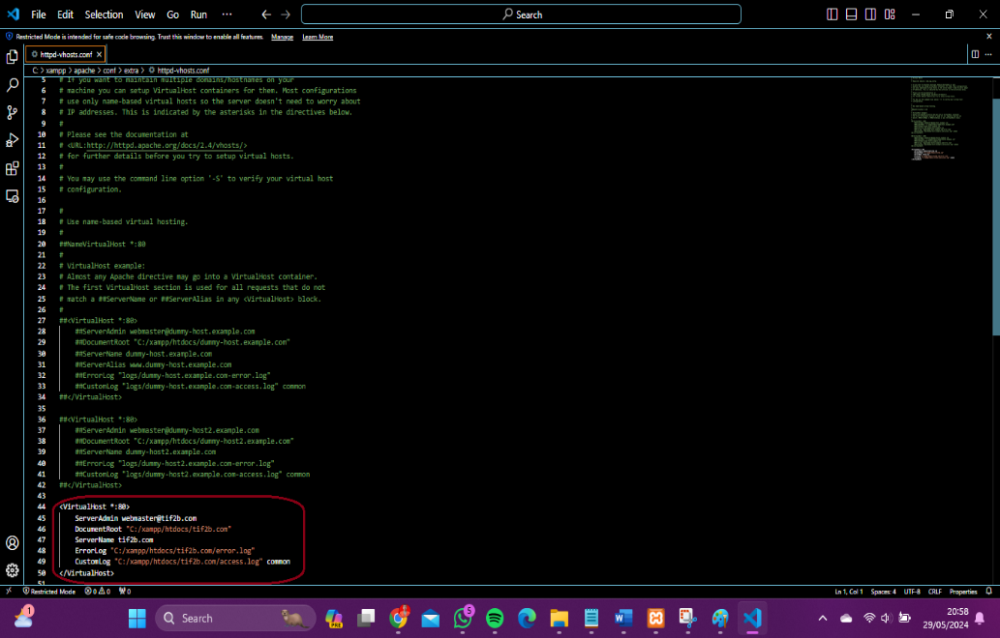 File Edit Selection View Go Run ··· Search
Restricted Mode is intended for safe code browsing. Trust this window to enable all features. Manage Learn More
httpd-vhosts.conf
C: > xampp > apache > conf > extra > httpd-vhosts.conf
5 # If you want to maintain multiple domains/hostnames on your
6 # machine you can setup VirtualHost containers for them. Most configurations
7 # use only name-based virtual hosts so the server doesn't need to worry about
8 # IP addresses. This is indicated by the asterisks in the directives below.
9 #
10 # Please see the documentation at
11 # <URL:http://httpd.apache.org/docs/2.4/vhosts/>
12 # for further details before you try to setup virtual hosts.
13 #
14 # You may use the command line option '-S' to verify your virtual host
15 # configuration.
16
17 #
18 # Use name-based virtual hosting.
19 #
20 ##NameVirtualHost *:80
21 #
22 # VirtualHost example:
23 # Almost any Apache directive may go into a VirtualHost container.
24 # The first VirtualHost section is used for all requests that do not
25 # match a ##ServerName or ##ServerAlias in any <VirtualHost> block.
26 #
27 ##<VirtualHost *:80>
28 ##ServerAdmin webmaster@dummy-host.example.com
29 ##DocumentRoot "C:/xampp/htdocs/dummy-host.example.com"
30 ##ServerName dummy-host.example.com
31 ##ServerAlias www.dummy-host.example.com
32 ##ErrorLog "logs/dummy-host.example.com-error.log"
33 ##CustomLog "logs/dummy-host.example.com-access.log" common
34 ##</VirtualHost>
35
36 ##<VirtualHost *:80>
37 ##ServerAdmin webmaster@dummy-host2.example.com
38 ##DocumentRoot "C:/xampp/htdocs/dummy-host2.example.com"
39 ##ServerName dummy-host2.example.com
40 ##ErrorLog "logs/dummy-host2.example.com-error.log"
41 ##CustomLog "logs/dummy-host2.example.com-access.log" common
42 ##</VirtualHost>
43
44 <VirtualHost *:80>
45 ServerAdmin webmaster@tif2b.com
46 DocumentRoot "C:/xampp/htdocs/tif2b.com"
47 ServerName tif2b.com
48 ErrorLog "C:/xampp/htdocs/tif2b.com/error.log"
49 CustomLog "C:/xampp/htdocs/tif2b.com/access.log" common
50 </VirtualHost>
51
Restricted Mode 0 0 0 Ln 1, Col 1 Spaces: 4 UTF-8 CRLF Properties
1 Search PRE 5 W 20:58
29/05/2024